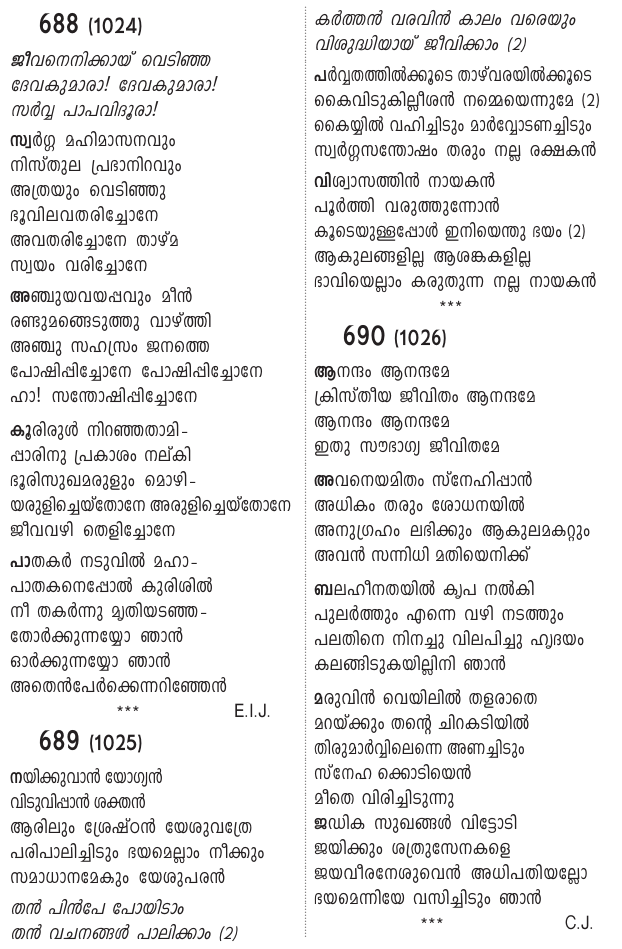 688 (1024)
ജീവനെനിക്കായ് വെടിഞ്ഞ
ദേവകുമാരാ! ദേവകുമാരാ!
സർവ്വ പാപവിദൂരാ!
സ്വർഗ്ഗ മഹിമാസനവും
നിസ്തുല പ്രഭാനിറവും
അത്രയും വെടിഞ്ഞു
ഭൂവിലവതരിച്ചോനേ
അവതരിച്ചോനേ താഴ്മ
സ്വയം വരിച്ചോനേ
അഞ്ചുയവയപ്പവും മീൻ
രണ്ടുമങ്ങെടുത്തു വാഴ്ത്തി
അഞ്ചു സഹസ്രം ജനത്തെ
പോഷിപ്പിച്ചോനേ പോഷിപ്പിച്ചോനേ
ഹാ! സന്തോഷിപ്പിച്ചോനേ
കൂരിരുൾ നിറഞ്ഞതാമി-
പ്പാരിനു പ്രകാശം നല്കി
ഭൂരിസുഖമരുളും മൊഴി-
യരുളിച്ചെയ്തോനേ അരുളിച്ചെയ്തോനേ
ജീവവഴി തെളിച്ചോനേ
പാതകർ നടുവിൽ മഹാ-
പാതകനെപ്പോൽ കുരിശിൽ
നീ തകർന്നു മൃതിയടഞ്ഞ-
തോർക്കുന്നയ്യോ ഞാൻ
ഓർക്കുന്നയ്യോ ഞാൻ
അതെൻപേർക്കെന്നറിഞ്ഞേൻ
*** E.I.J.
689 (1025)
നയിക്കുവാൻ യോഗ്യൻ
വിടുവിപ്പാൻ ശക്തൻ
ആരിലും ശ്രേഷ്ഠൻ യേശുവത്രേ
പരിപാലിച്ചിടും ഭയമെല്ലാം നീക്കും
സമാധാനമേകും യേശുപരൻ
തൻ പിൻപേ പോയിടാം
തൻ വചനങ്ങൾ പാലിക്കാം (2)
കർത്തൻ വരവിൻ കാലം വരെയും
വിശുദ്ധിയായ് ജീവിക്കാം (2)
പർവ്വതത്തിൽക്കൂടെ താഴ്‌വരയിൽക്കൂടെ
കൈവിടുകില്ലീശൻ നമ്മെയെന്നുമേ (2)
കൈയ്യിൽ വഹിച്ചിടും മാർവ്വോടണച്ചിടും
സ്വർഗ്ഗസന്തോഷം തരും നല്ല രക്ഷകൻ
വിശ്വാസത്തിൻ നായകൻ
പൂർത്തി വരുത്തുന്നോൻ
കൂടെയുള്ളപ്പോൾ ഇനിയെന്തു ഭയം (2)
ആകുലങ്ങളില്ല ആശങ്കകളില്ല
ഭാവിയെല്ലാം കരുതുന്ന നല്ല നായകൻ
***
690 (1026)
ആനന്ദം ആനന്ദമേ
ക്രിസ്തീയ ജീവിതം ആനന്ദമേ
ആനന്ദം ആനന്ദമേ
ഇതു സൗഭാഗ്യ ജീവിതമേ
അവനെയമിതം സ്നേഹിപ്പാൻ
അധികം തരും ശോധനയിൽ
അനുഗ്രഹം ലഭിക്കും ആകുലമകറ്റും
അവൻ സന്നിധി മതിയെനിക്ക്
ബലഹീനതയിൽ കൃപ നൽകി
പുലർത്തും എന്നെ വഴി നടത്തും
പലതിനെ നിനച്ചു വിലപിച്ചു ഹൃദയം
കലങ്ങിടുകയില്ലിനി ഞാൻ
മരുവിൻ വെയിലിൽ തളരാതെ
മറയ്ക്കും തന്റെ ചിറകടിയിൽ
തിരുമാർവ്വിലെന്നെ അണച്ചിടും
സ്നേഹ ക്കൊടിയെൻ
മീതെ വിരിച്ചിടുന്നു
ജഡിക സുഖങ്ങൾ വിട്ടോടി
ജയിക്കും ശത്രുസേനകളെ
ജയവീരനേശുവെൻ അധിപതിയല്ലോ
ഭയമെന്നിയേ വസിച്ചിടും ഞാൻ
*** C.J.